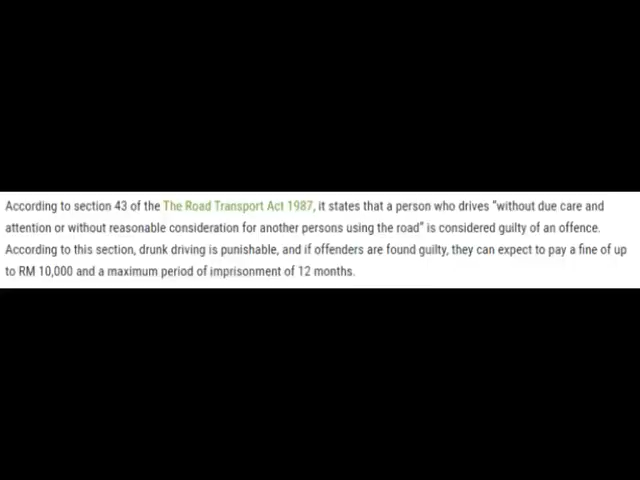 According to section 43 of the The Road Transport Act 1987, it states that a person who drives "without due care and
attention or without reasonable consideration for another persons using the road" is considered guilty of an offence.
According to this section, drunk driving is punishable, and if offenders are found guilty, they can expect to pay a fine of up
to RM 10,000 and a maximum period of imprisonment of 12 months.